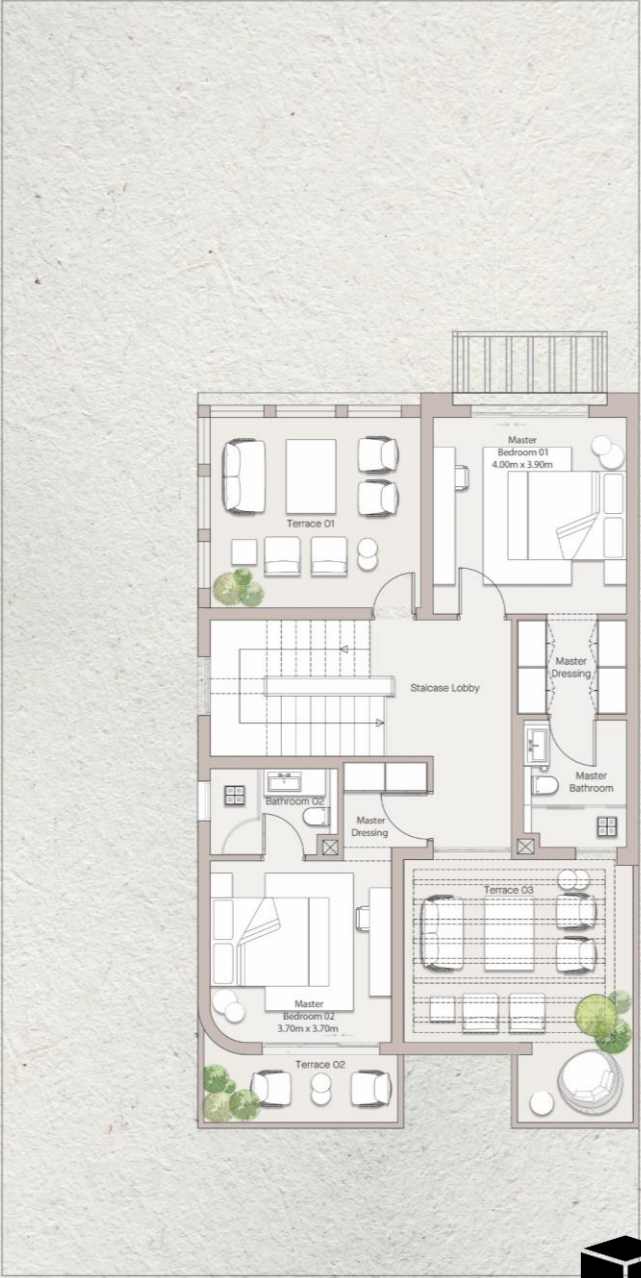 Master
Bedroom 01
4.00m x 3.90m
Terrace 01
Master
Dressing
Staicase Lobby
Master
Bathroom
Bathroom 02
Master
Dressing
Terrace 03
Master
Bedroom 02
3.70m x 3.70m
Terrace 02